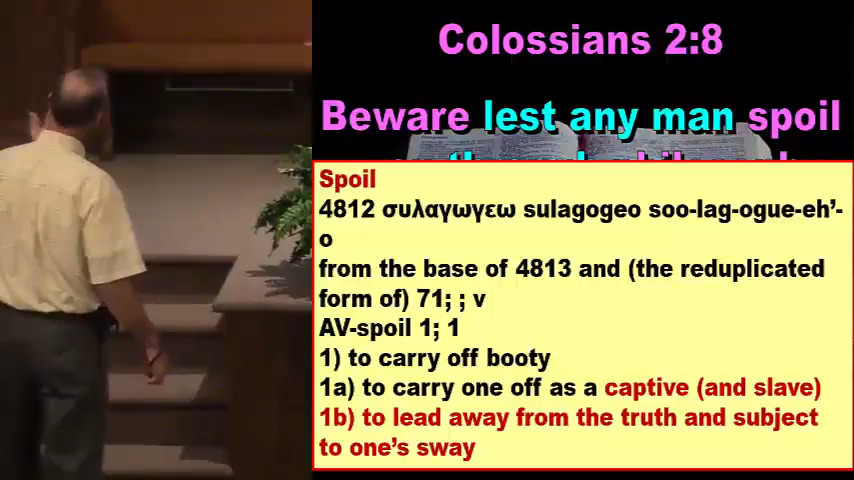 Colossians 2:8
Beware lest any man spoil
Spoil
4812 συλαγωγεω sulagogeo soo-lag-ogue-eh’-
o
from the base of 4813 and (the reduplicated
form of) 71; ; v
AV-spoil 1; 1
1) to carry off booty
1a) to carry one off as a captive (and slave)
1b) to lead away from the truth and subject
to one’s sway